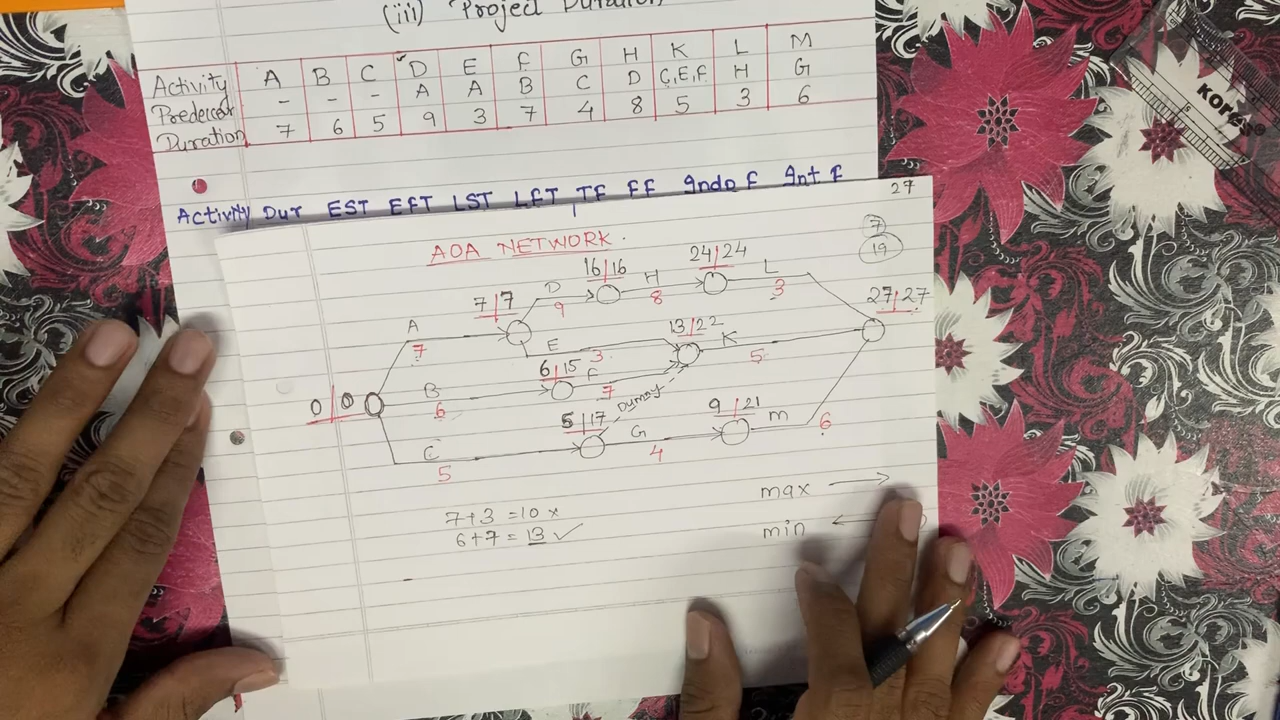 (iii) Project Duration
Activity A B C D E F G H K L M
Predecessor - - - A A B C D C,E,F H G
Duration 7 6 5 9 3 7 4 8 5 3 6
Kores
Activity Dur EST EFT LST LFT TF FF Indp F Int F
27
AOA NETWORK.
7
19
16|16 24|24
D H L
9 8 3
7|7
27|27
A
7
13|22
E K
3 5
6|15
F
7
0|0
B
6
Dumay
5|17 9|21
G M
4 6
C
5
7+3 =10 x
6+7 = 13 ✓
max →
min ←